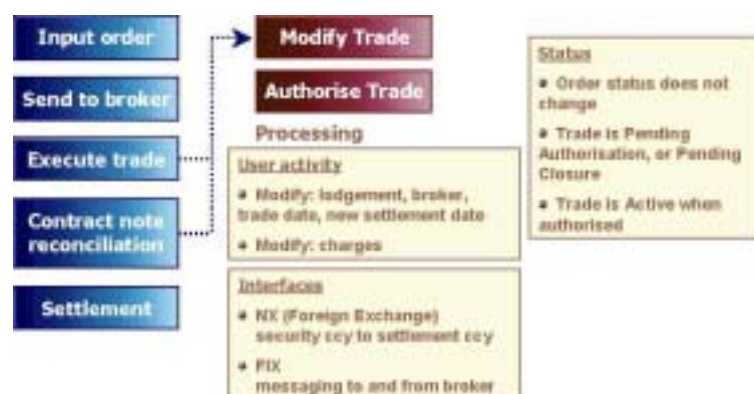 Input order
Send to broker
Execute trade
Contract note
reconciliation
Settlement
Modify Trade
Authorise Trade
Processing
User activity
• Modify: lodgement, broker,
trade date, new settlement date
• Modify: charges
Interfaces
• NX (Foreign Exchange)
security ccy to settlement ccy
• FIX
messaging to and from broker
Status
• Order status does not
change
• Trade is Pending
Authorisation, or Pending
Closure
• Trade is Active when
authorised